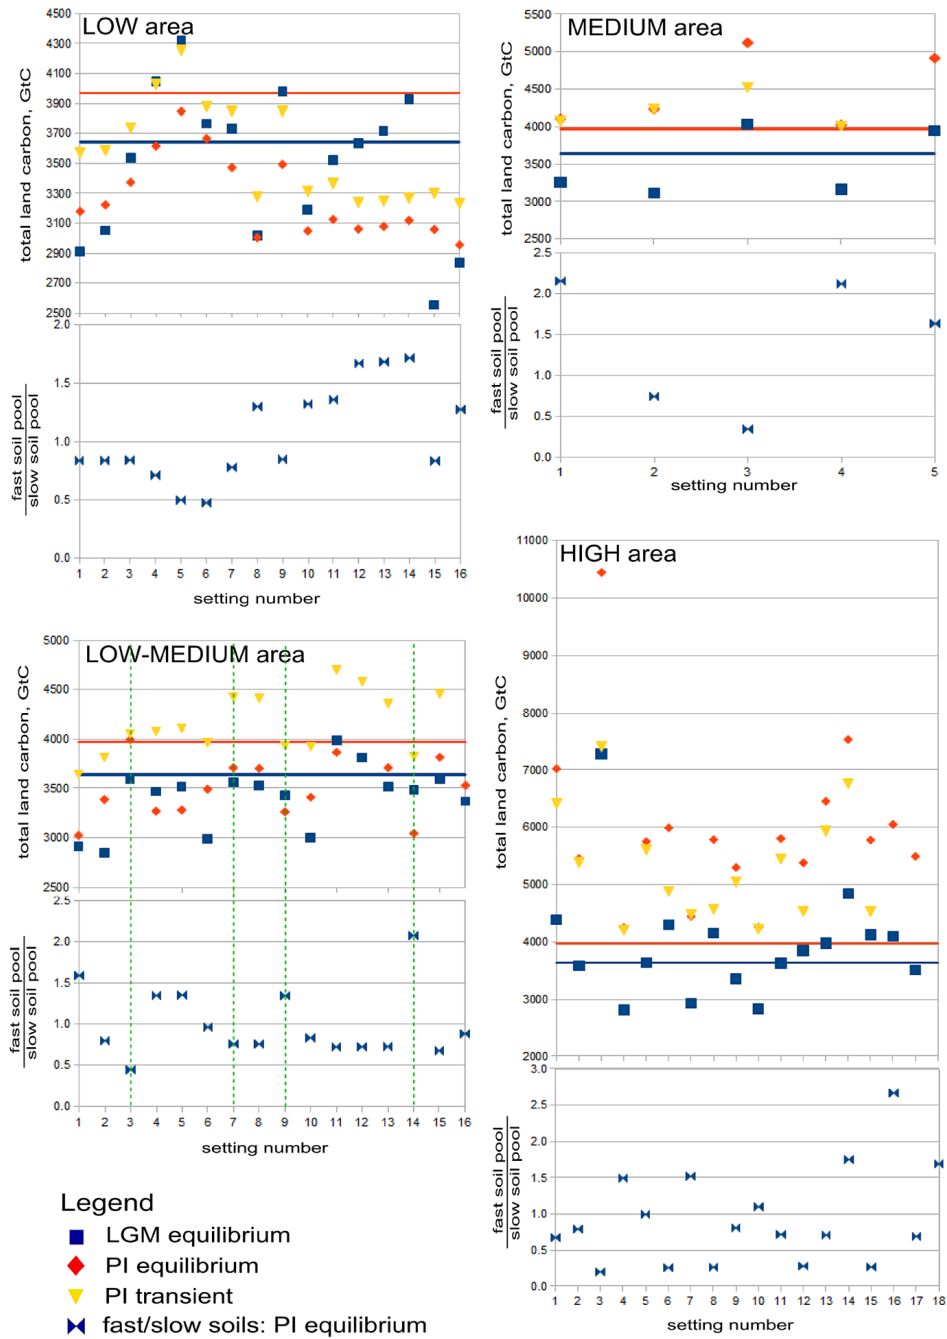 LOW area
total land carbon, GtC
4500
4300
4100
3900
3700
3500
3300
3100
2900
2700
2500
fast soil pool
slow soil pool
2.0
1.5
1.0
0.5
0.0
1 2 3 4 5 6 7 8 9 10 11 12 13 14 15 16
setting number
MEDIUM area
total land carbon, GtC
5500
5000
4500
4000
3500
3000
2500
fast soil pool
slow soil pool
2.5
2.0
1.5
1.0
0.5
0.0
1 2 3 4 5
setting number
LOW-MEDIUM area
total land carbon, GtC
5000
4500
4000
3500
3000
2500
fast soil pool
slow soil pool
2.5
2.0
1.5
1.0
0.5
0.0
1 2 3 4 5 6 7 8 9 10 11 12 13 14 15 16
setting number
HIGH area
total land carbon, GtC
11000
10000
9000
8000
7000
6000
5000
4000
3000
2000
fast soil pool
slow soil pool
3.0
2.5
2.0
1.5
1.0
0.5
0.0
1 2 3 4 5 6 7 8 9 10 11 12 13 14 15 16 17 18
setting number
Legend
LGM equilibrium
PI equilibrium
PI transient
fast/slow soils: PI equilibrium